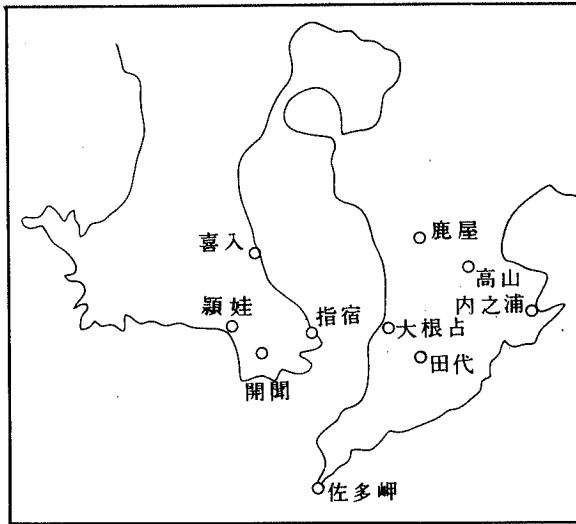 鹿屋
喜入
高山
内之浦
頴娃
指宿
大根占
田代
開聞
佐多岬